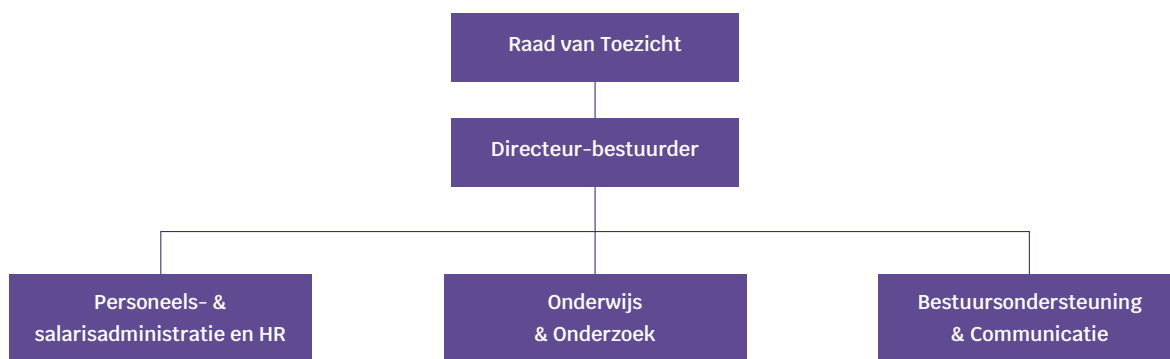 Raad van Toezicht
Directeur-bestuurder
Personeels- &
salarisadministratie en HR
Onderwijs
& Onderzoek
Bestuursondersteuning
& Communicatie